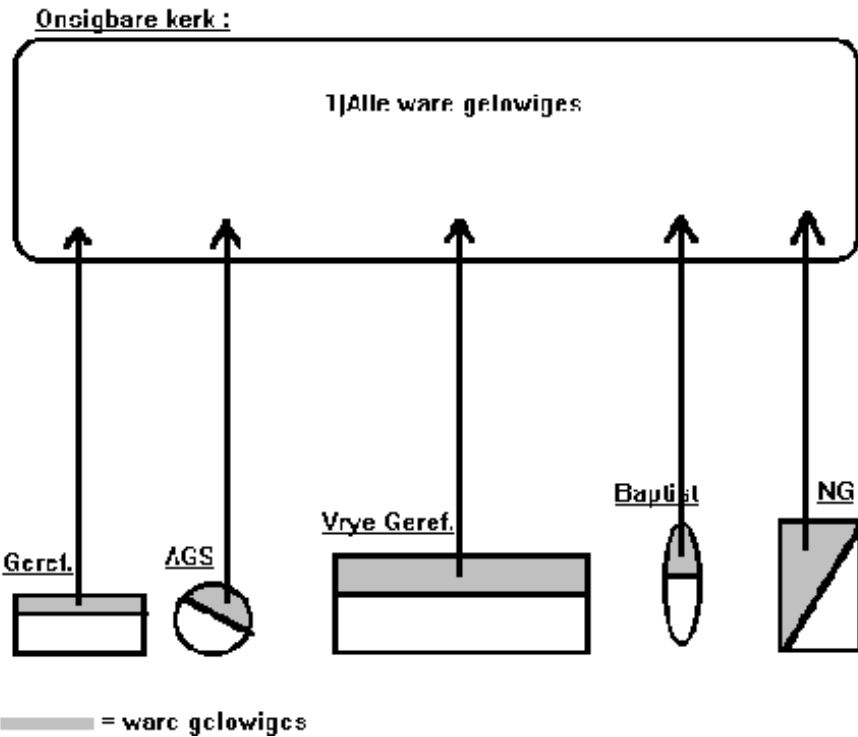 Onsigbare kerk :
1)Alle ware gelowiges
Geref.
AGS
Vrye Geref.
Baptist
NG
= ware gelowiges